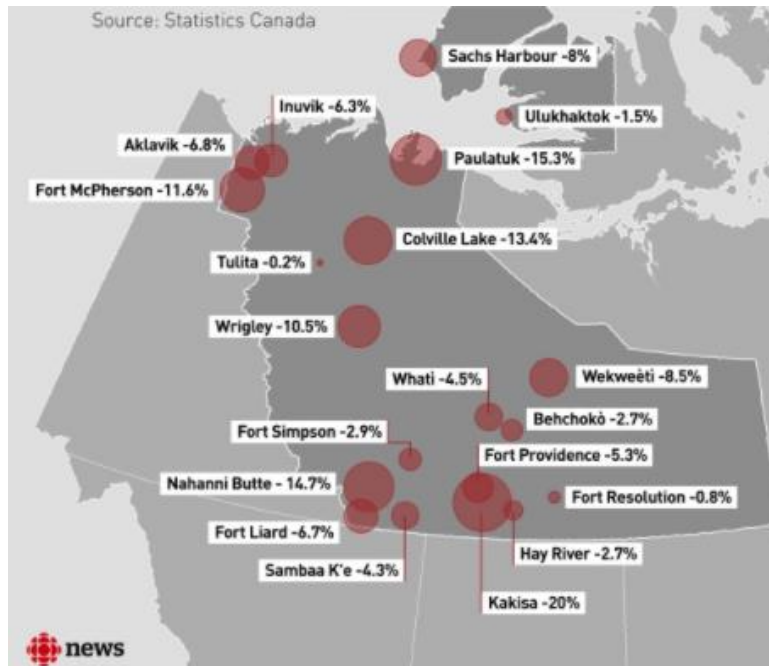 Source: Statistics Canada
Sachs Harbour -8%
Inuvik -6.3%
Ulukhaktok -1.5%
Aklavik -6.8%
Paulatuk -15.3%
Fort McPherson -11.6%
Colville Lake -13.4%
Tulita -0.2%
Wrigley -10.5%
Whati -4.5%
Wekweètì -8.5%
Behchokò -2.7%
Fort Simpson -2.9%
Fort Providence -5.3%
Nahanni Butte - 14.7%
Fort Resolution -0.8%
Fort Liard -6.7%
Hay River -2.7%
Sambaa K'e -4.3%
Kakisa -20%
news